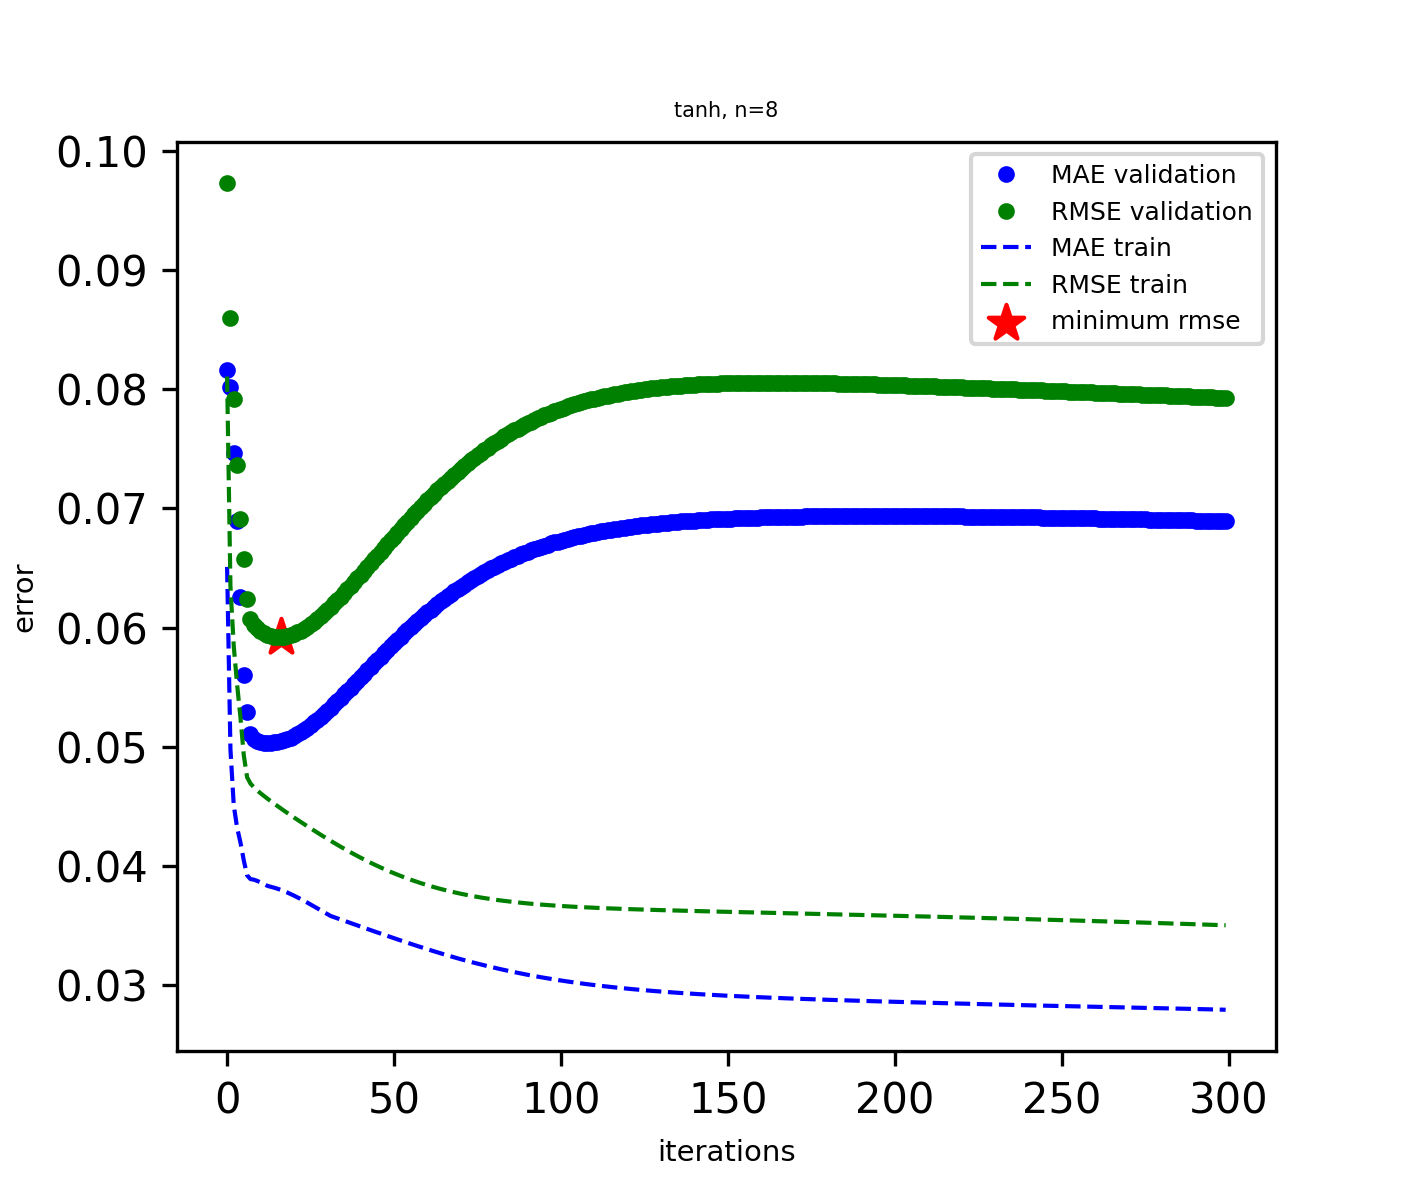 tanh, n=8
0.10
0.09
0.08
0.07
0.06
0.05
0.04
0.03
error
MAE validation
RMSE validation
MAE train
RMSE train
minimum rmse
0 50 100 150 200 250 300
iterations